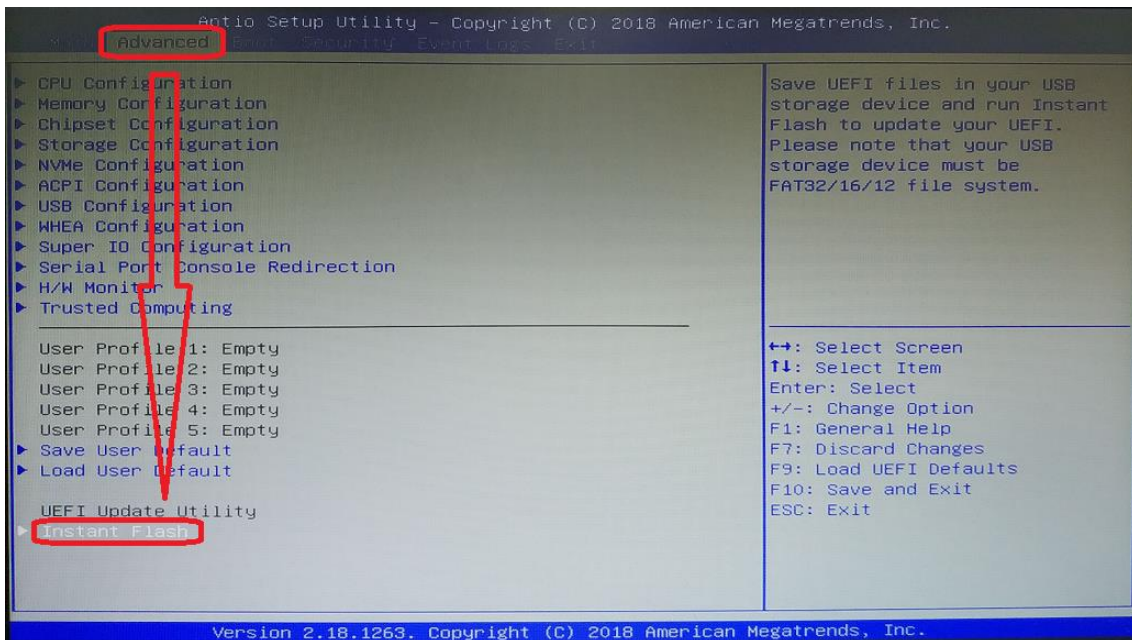 Aptio Setup Utility – Copyright (C) 2018 American Megatrends, Inc.
Main Advanced Boot Security Event Logs Exit
CPU Configuration
Memory Configuration
Chipset Configuration
Storage Configuration
NVMe Configuration
ACPI Configuration
USB Configuration
WHEA Configuration
Super IO Configuration
Serial Port Console Redirection
H/W Monitor
Trusted Computing
User Profile 1: Empty
User Profile 2: Empty
User Profile 3: Empty
User Profile 4: Empty
User Profile 5: Empty
Save User Default
Load User Default
UEFI Update Utility
Instant Flash
Save UEFI files in your USB
storage device and run Instant
Flash to update your UEFI.
Please note that your USB
storage device must be
FAT32/16/12 file system.
←→: Select Screen
↑↓: Select Item
Enter: Select
+/-: Change Option
F1: General Help
F7: Discard Changes
F9: Load UEFI Defaults
F10: Save and Exit
ESC: Exit
Version 2.18.1263. Copyright (C) 2018 American Megatrends, Inc.